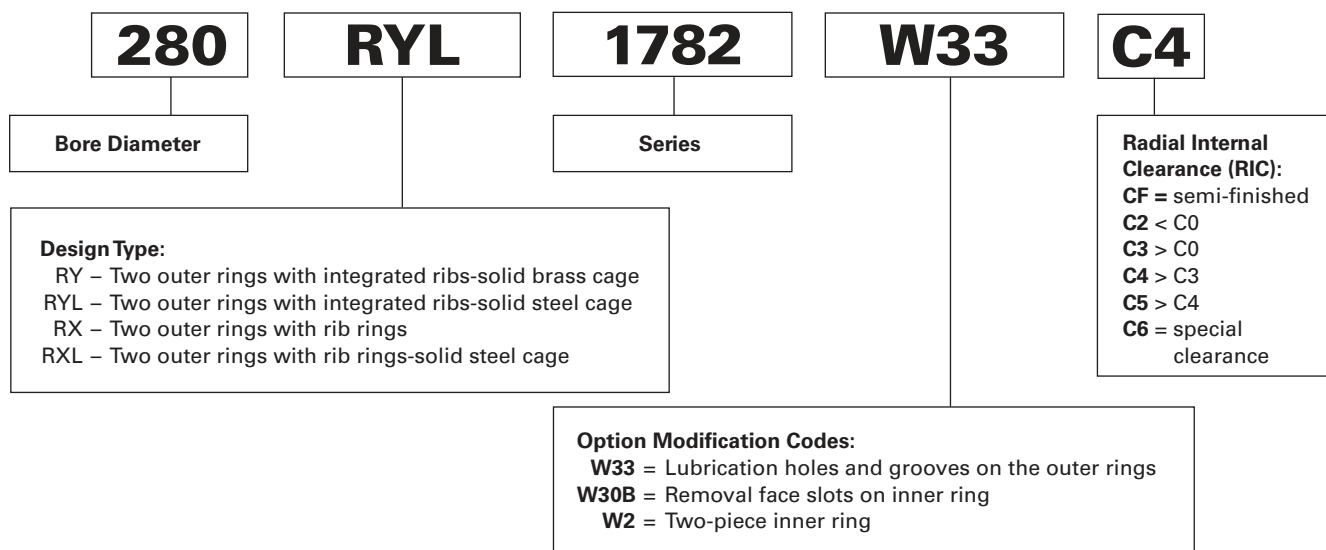 280 RYL 1782 W33 C4
Bore Diameter
Series
Radial Internal
Clearance (RIC):
CF = semi-finished
C2 < C0
C3 > C0
C4 > C3
C5 > C4
C6 = special
clearance
Design Type:
RY – Two outer rings with integrated ribs-solid brass cage
RYL – Two outer rings with integrated ribs-solid steel cage
RX – Two outer rings with rib rings
RXL – Two outer rings with rib rings-solid steel cage
Option Modification Codes:
W33 = Lubrication holes and grooves on the outer rings
W30B = Removal face slots on inner ring
W2 = Two-piece inner ring